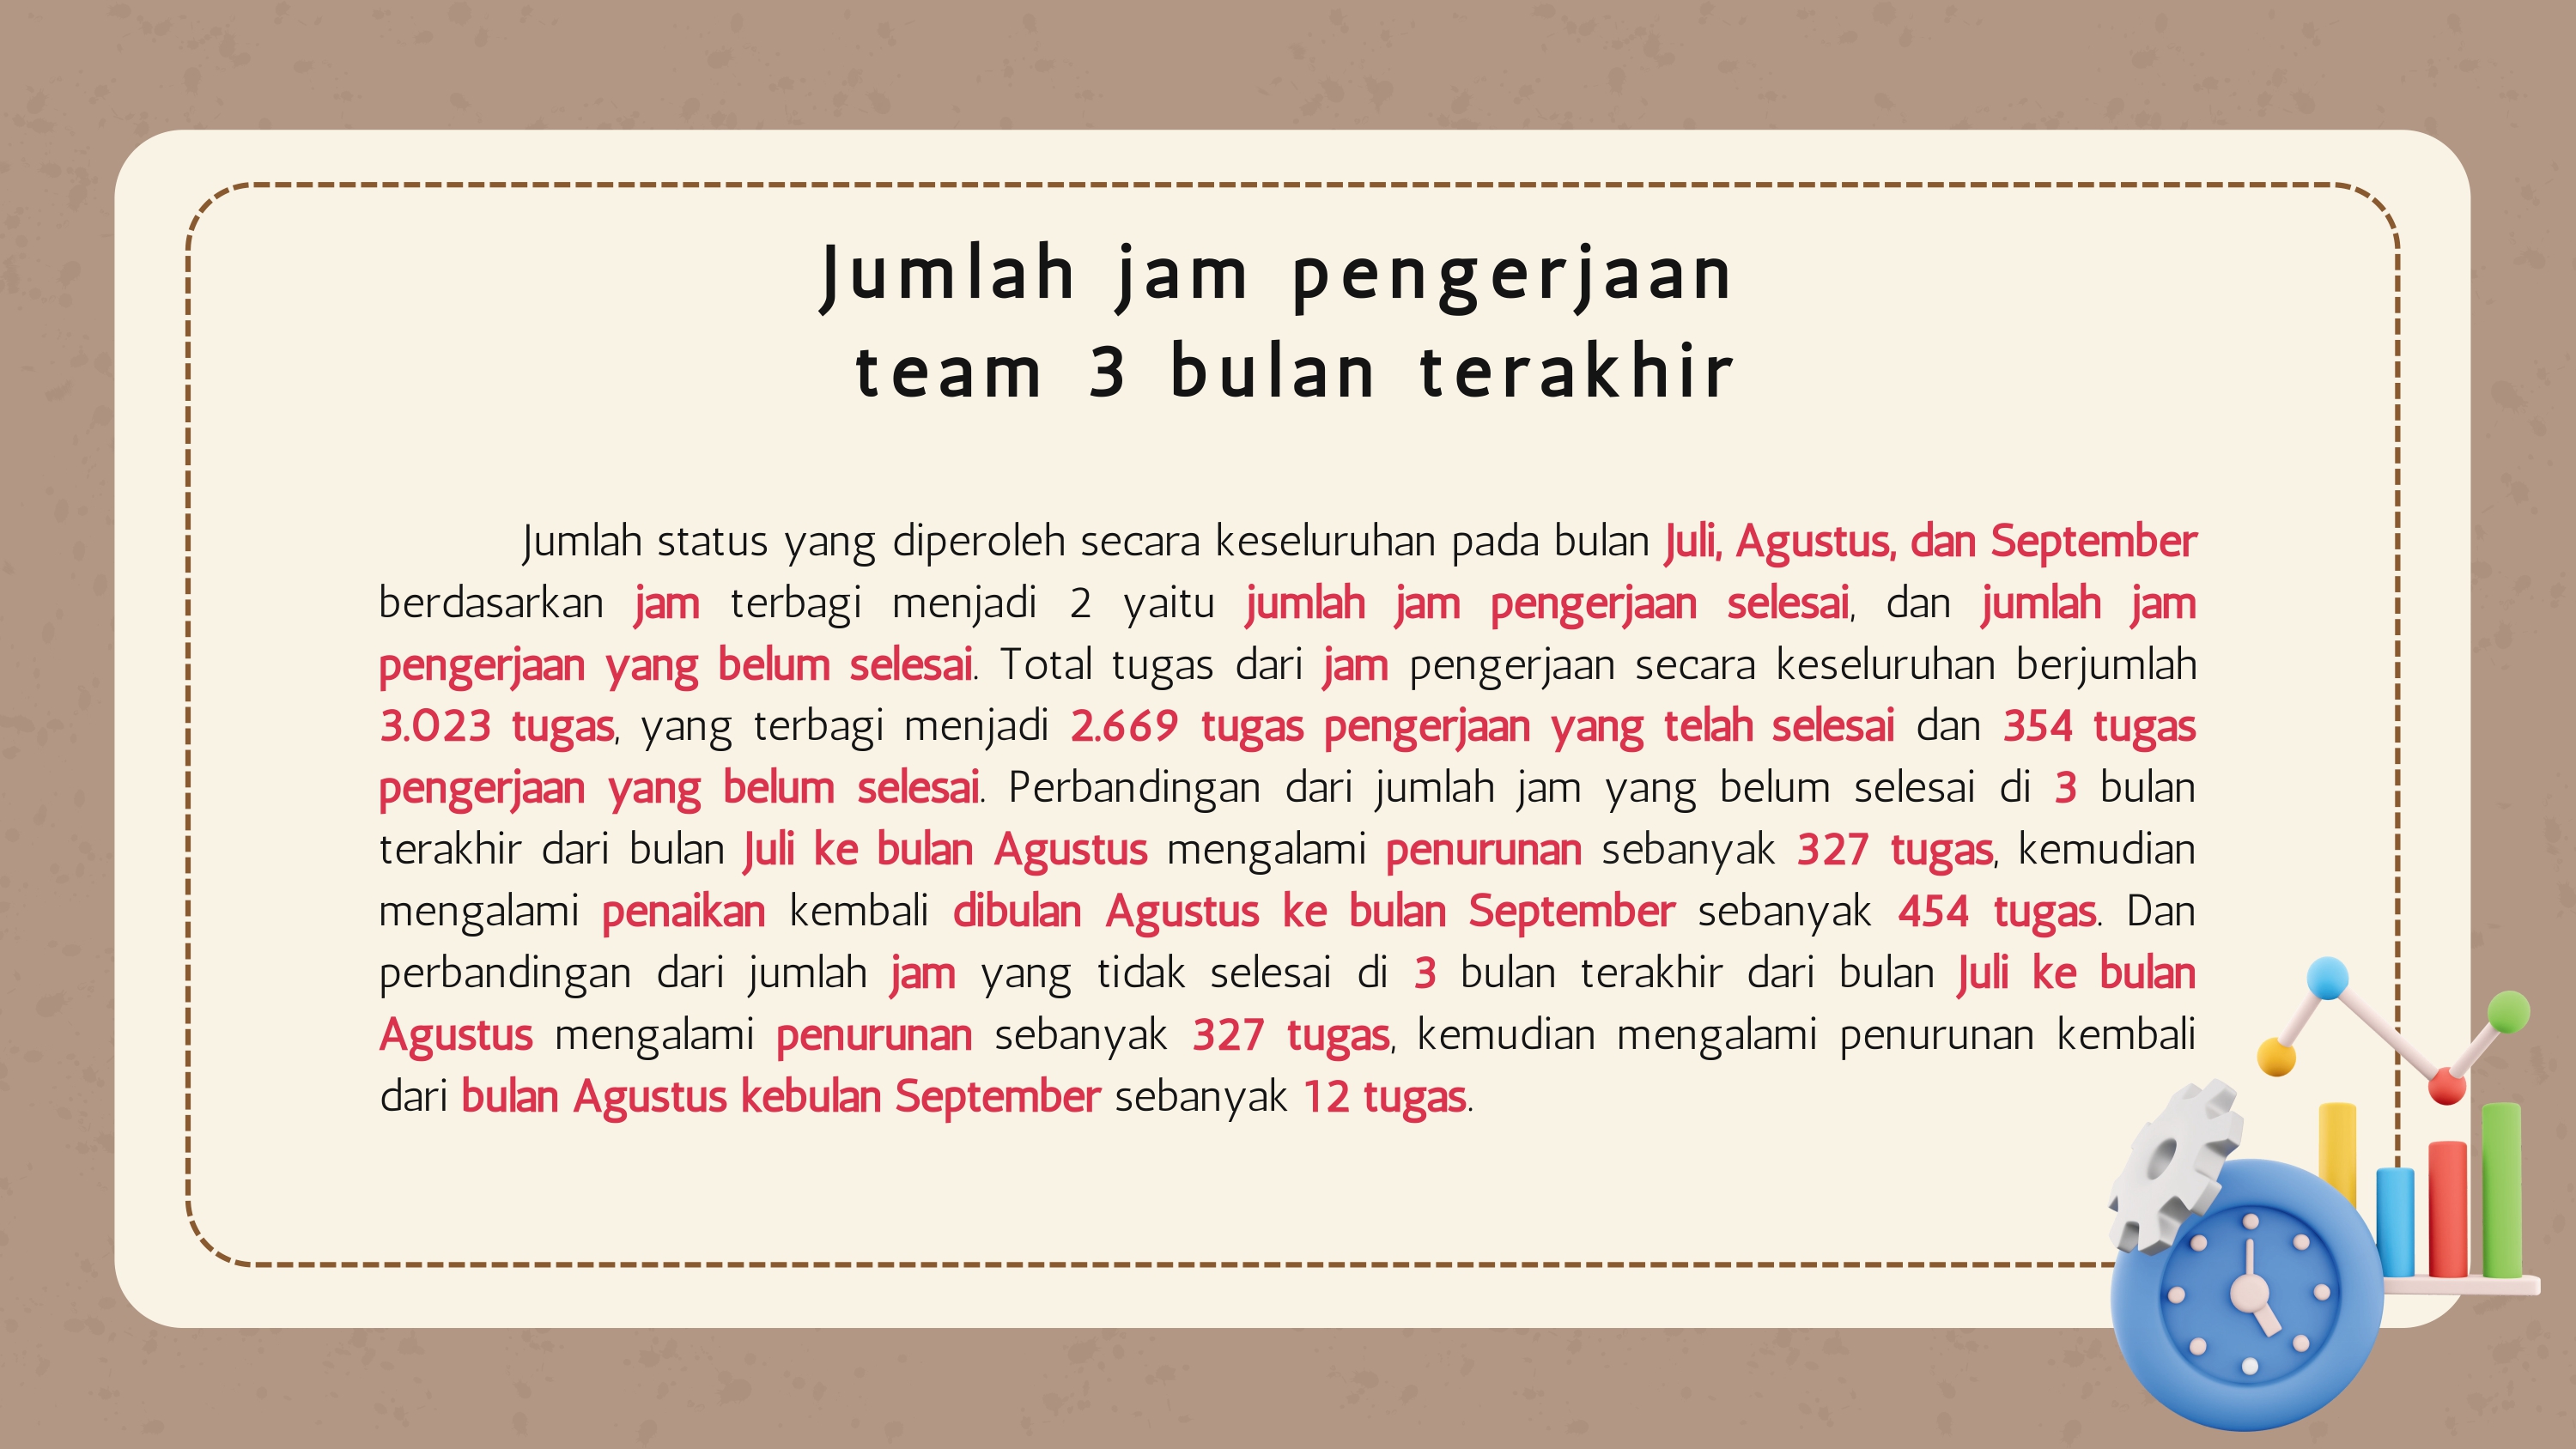 Jumlah jam pengerjaan
team 3 bulan terakhir
Jumlah status yang diperoleh secara keseluruhan pada bulan Juli, Agustus, dan September
berdasarkan jam terbagi menjadi 2 yaitu jumlah jam pengerjaan selesai, dan jumlah jam
pengerjaan yang belum selesai. Total tugas dari jam pengerjaan secara keseluruhan berjumlah
3.023 tugas, yang terbagi menjadi 2.669 tugas pengerjaan yang telah selesai dan 354 tugas
pengerjaan yang belum selesai. Perbandingan dari jumlah jam yang belum selesai di 3 bulan
terakhir dari bulan Juli ke bulan Agustus mengalami penurunan sebanyak 327 tugas, kemudian
mengalami penaikan kembali dibulan Agustus ke bulan September sebanyak 454 tugas. Dan
perbandingan dari jumlah jam yang tidak selesai di 3 bulan terakhir dari bulan Juli ke bulan
Agustus mengalami penurunan sebanyak 327 tugas, kemudian mengalami penurunan kembali
dari bulan Agustus kebulan September sebanyak 12 tugas.